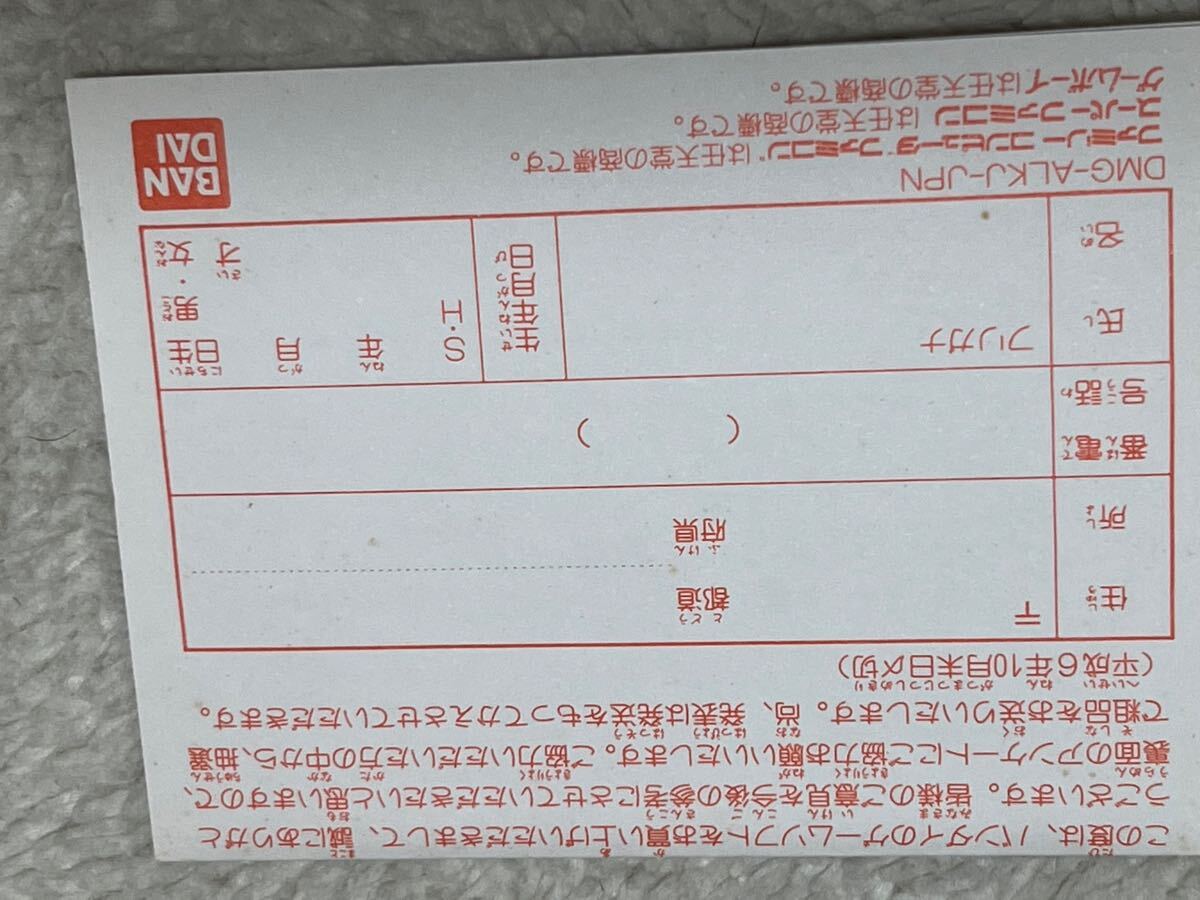 この度は、バンダイのゲームソフトをお買い上げいただきまして、誠にありがと
うございます。皆様のご意見を今後の参考にさせていただきたいと思いますので、
裏面のアンケートにご協力お願いいたします。ご協力いただいた方の中から、抽選
で粗品をお送りいたします。尚、発表は発送をもってかえさせていただきます。
(平成6年10月末日〆切)
住所
〒
都道
府県
電話番号
( )
氏名
フリガナ
生年月日
S・H 年 月 日生
才
男・女
DMG-ALKJ-JPN
ファミリーコンピュータ ファミコンは任天堂の商標です。
スーパーファミコンは任天堂の商標です。
ゲームボーイは任天堂の商標です。
BAN
DAI